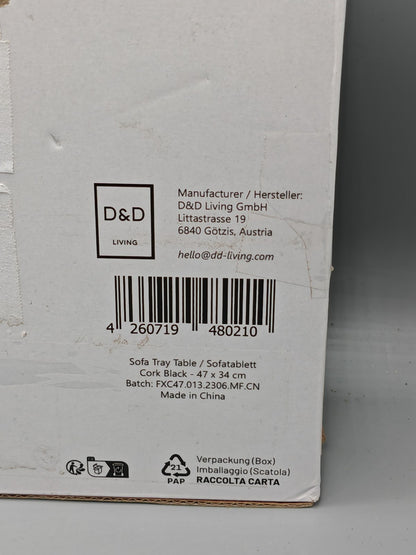 D&D
LIVING
Manufacturer / Hersteller:
D&D Living GmbH
Littastrasse 19
6840 Götzis, Austria
hello@dd-living.com
4 260719 480210
Sofa Tray Table / Sofatablett
Cork Black - 47 x 34 cm
Batch: FXC47.013.2306.MF.CN
Made in China
21
PAP
Verpackung (Box)
Imballaggio (Scatola)
RACCOLTA CARTA